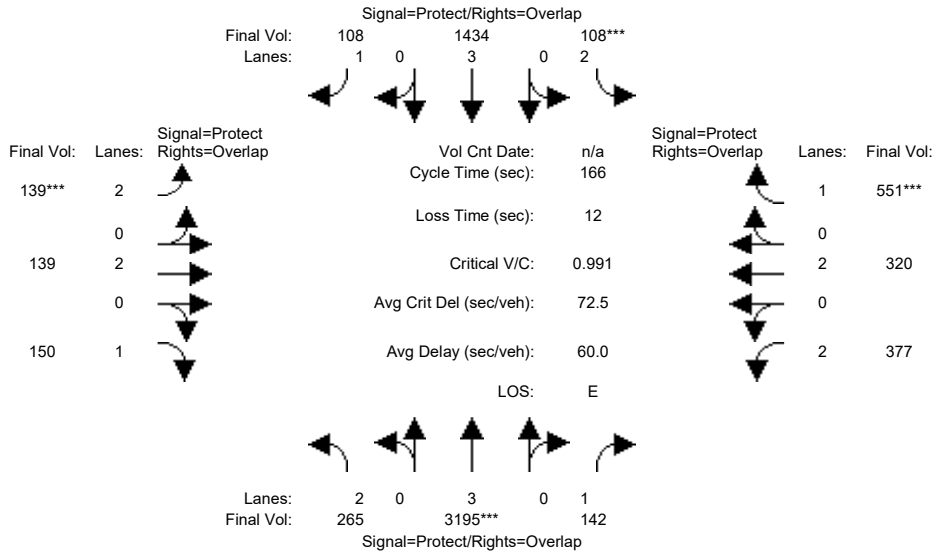 Signal=Protect/Rights=Overlap
Final Vol: 108 1434 108***
Lanes: 1 0 3 0 2
Signal=Protect Signal=Protect
Final Vol: Lanes: Rights=Overlap Vol Cnt Date: n/a Rights=Overlap Lanes: Final Vol:
Cycle Time (sec): 166
139*** 2 1 551***
Loss Time (sec): 12
0 0
139 2 Critical V/C: 0.991 2 320
0 Avg Crit Del (sec/veh): 72.5 0
150 1 Avg Delay (sec/veh): 60.0 2 377
LOS: E
Lanes: 2 0 3 0 1
Final Vol: 265 3195*** 142
Signal=Protect/Rights=Overlap